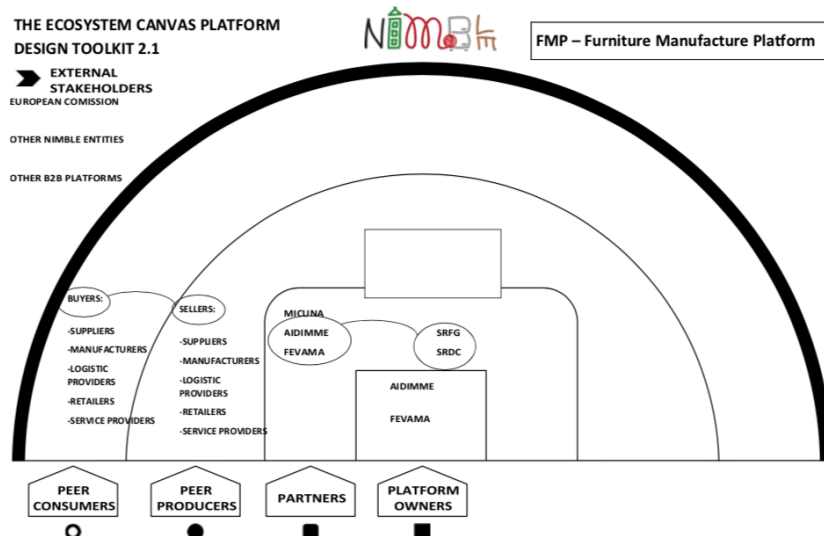 THE ECOSYSTEM CANVAS PLATFORM
DESIGN TOOLKIT 2.1
NIMBLE
FMP – Furniture Manufacture Platform
EXTERNAL
STAKEHOLDERS
EUROPEAN COMISSION
OTHER NIMBLE ENTITIES
OTHER B2B PLATFORMS
BUYERS:
-SUPPLIERS
-MANUFACTURERS
-LOGISTIC
PROVIDERS
-RETAILERS
-SERVICE PROVIDERS
SELLERS:
-SUPPLIERS
-MANUFACTURERS
-LOGISTIC
PROVIDERS
-RETAILERS
-SERVICE PROVIDERS
MICUNA
AIDIMME
FEVAMA
SRFG
SRDC
AIDIMME
FEVAMA
PEER
CONSUMERS
PEER
PRODUCERS
PARTNERS
PLATFORM
OWNERS